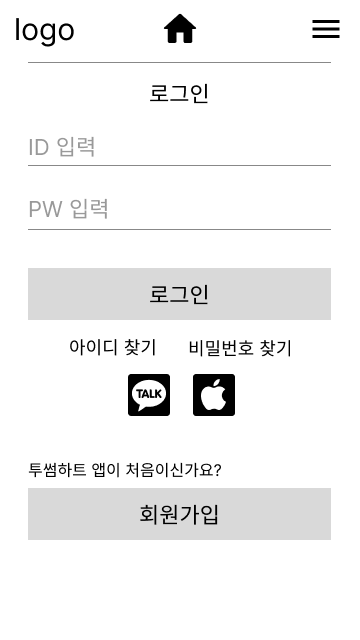 logo
로그인
ID 입력
PW 입력
로그인
아이디 찾기 비밀번호 찾기
TALK
투썸하트 앱이 처음이신가요?
회원가입